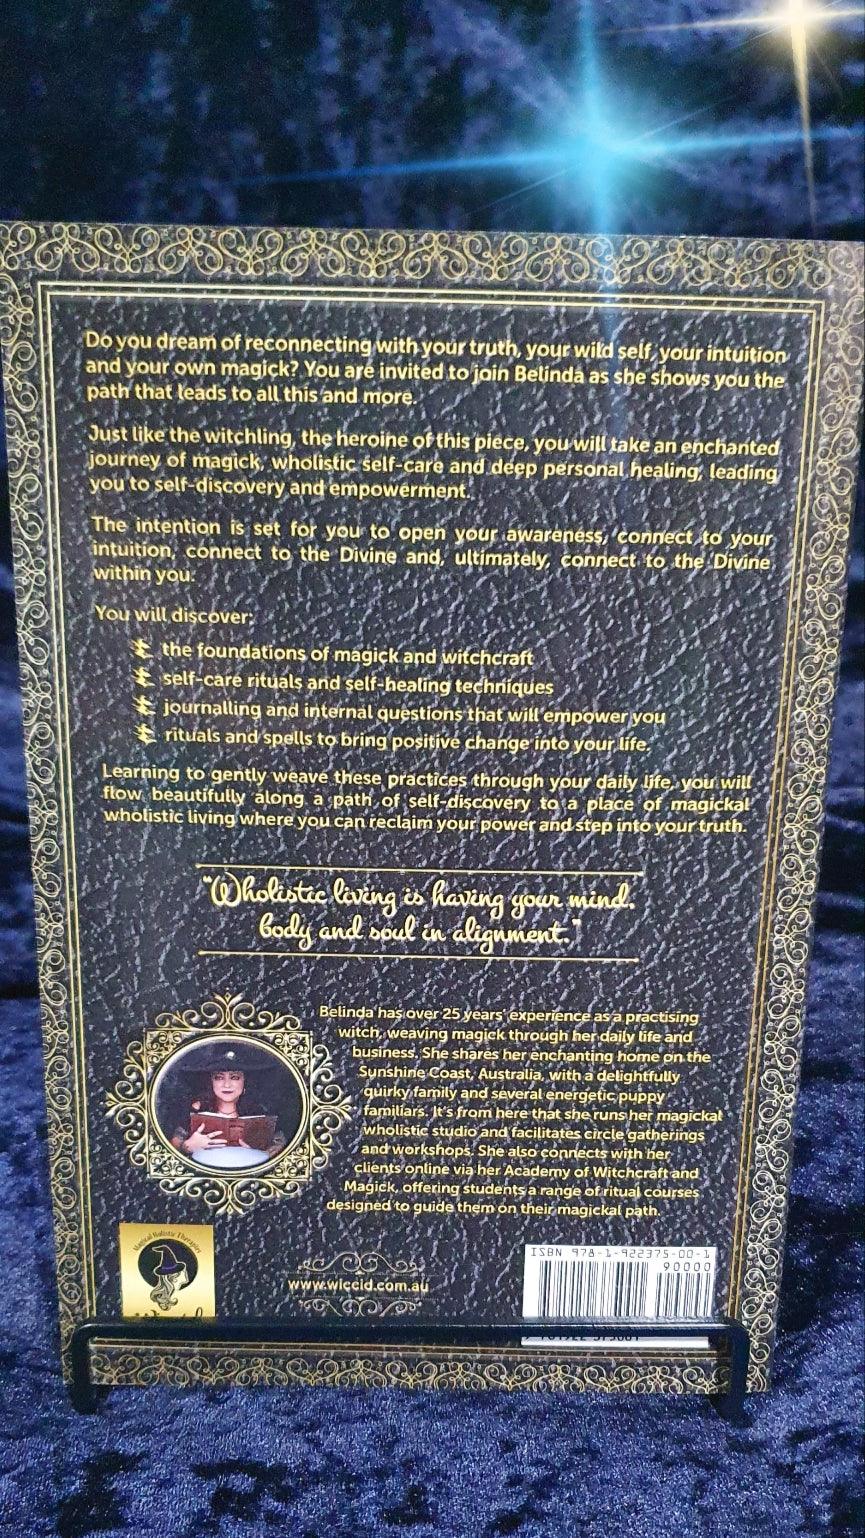 Do you dream of reconnecting with your truth, your wild self, your intuition
and your own magick? You are invited to join Belinda as she shows you the
path that leads to all this and more.
Just like the witchling, the heroine of this piece, you will take an enchanted
journey of magick, wholistic self-care and deep personal healing, leading
you to self-discovery and empowerment.
The intention is set for you to open your awareness, connect to your
intuition, connect to the Divine and, ultimately, connect to the Divine
within you.
You will discover:
the foundations of magick and witchcraft
self-care rituals and self-healing techniques
journalling and internal questions that will empower you
rituals and spells to bring positive change into your life.
Learning to gently weave these practices through your daily life, you will
flow beautifully along a path of self-discovery to a place of magickal
wholistic living where you can reclaim your power and step into your truth.
"Wholistic living is having your mind,
body and soul in alignment."
Belinda has over 25 years' experience as a practising
witch, weaving magick through her daily life and
business. She shares her enchanting home on the
Sunshine Coast, Australia, with a delightfully
quirky family and several energetic puppy
familiars. It's from here that she runs her magickal
wholistic studio and facilitates circle gatherings
and workshops. She also connects with her
clients online via her Academy of Witchcraft and
Magick, offering students a range of ritual courses
designed to guide them on their magickal path.
Magical Holistic Therapies
www.wiccid.com.au
ISBN 978-1-922375-00-1
90000